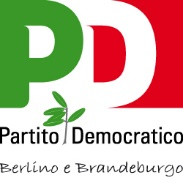 PD
Partito Democratico
Berlino e Brandeburgo